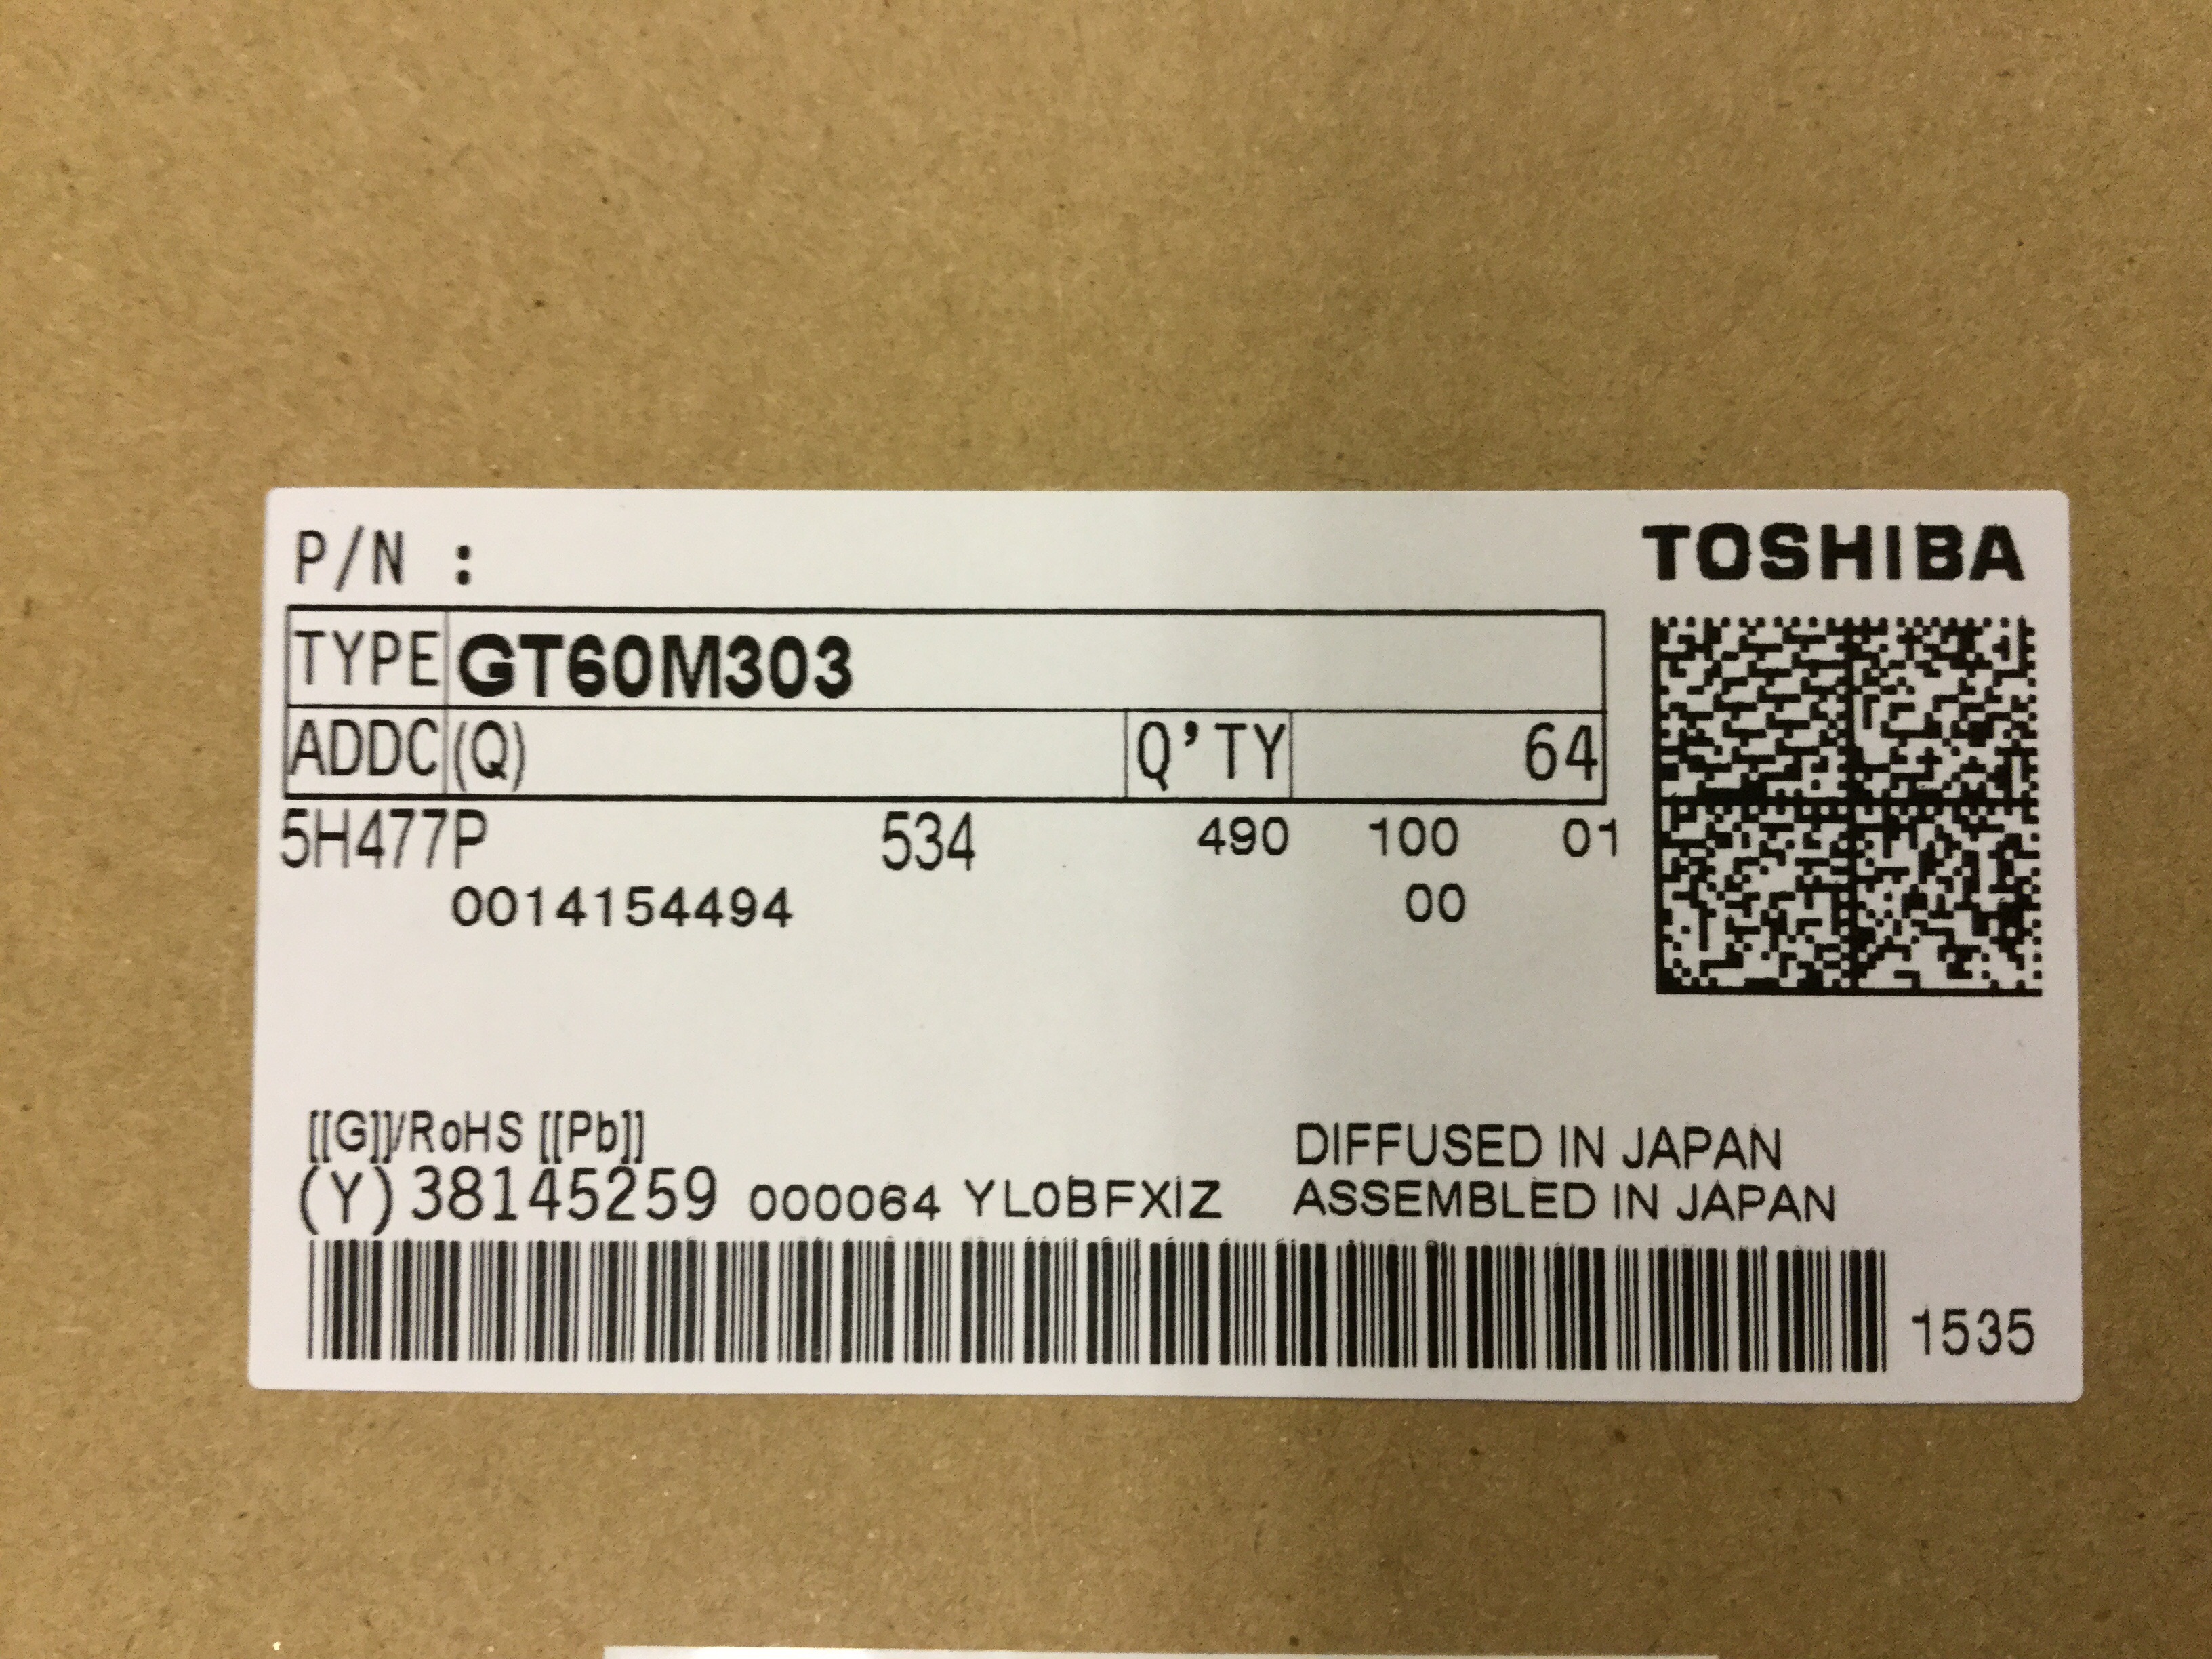 P/N :
TOSHIBA
TYPE GT60M303
ADDC (Q) Q'TY 64
5H477P 534 490 100 01
0014154494 00
[[G]]/RoHS [[Pb]]
DIFFUSED IN JAPAN
(Y)38145259 000064 YL0BFXIZ
ASSEMBLED IN JAPAN
1535